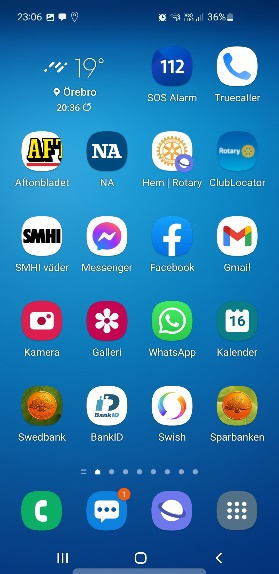 23:06
36%
19°
Örebro
20:36
112
SOS Alarm
Truecaller
AFT
NA
Rotary
Aftonbladet
NA
Hem | Rotary
ClubLocator
SMHI
SMHI väder
Messenger
Facebook
Gmail
16
Kamera
Galleri
WhatsApp
Kalender
BankID
Swedbank
BankID
Swish
Sparbanken
1